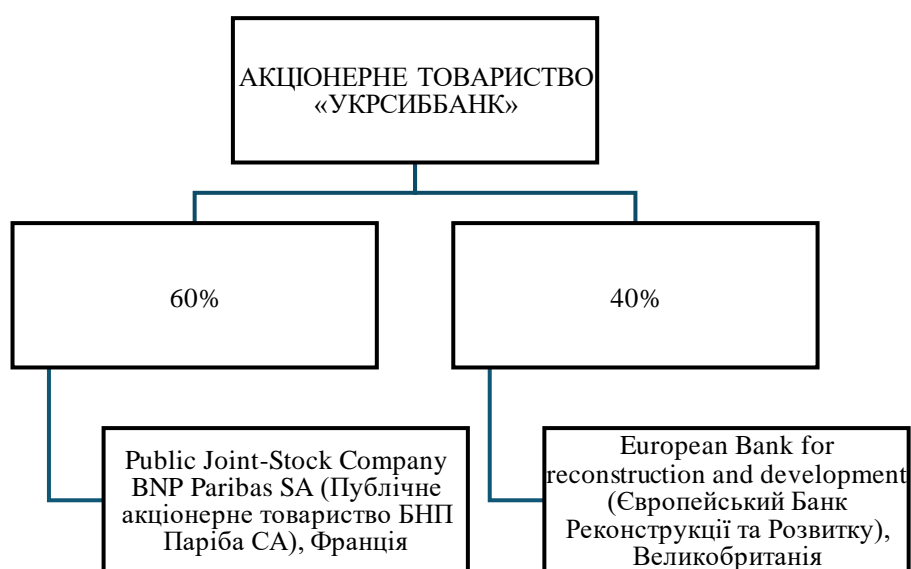 АКЦІОНЕРНЕ ТОВАРИСТВО
«УКРСИББАНК»
60%
40%
Public Joint-Stock Company
BNP Paribas SA (Публічне
акціонерне товариство БНП
Паріба СА), Франція
European Bank for
reconstruction and development
(Європейський Банк
Реконструкції та Розвитку),
Великобританія